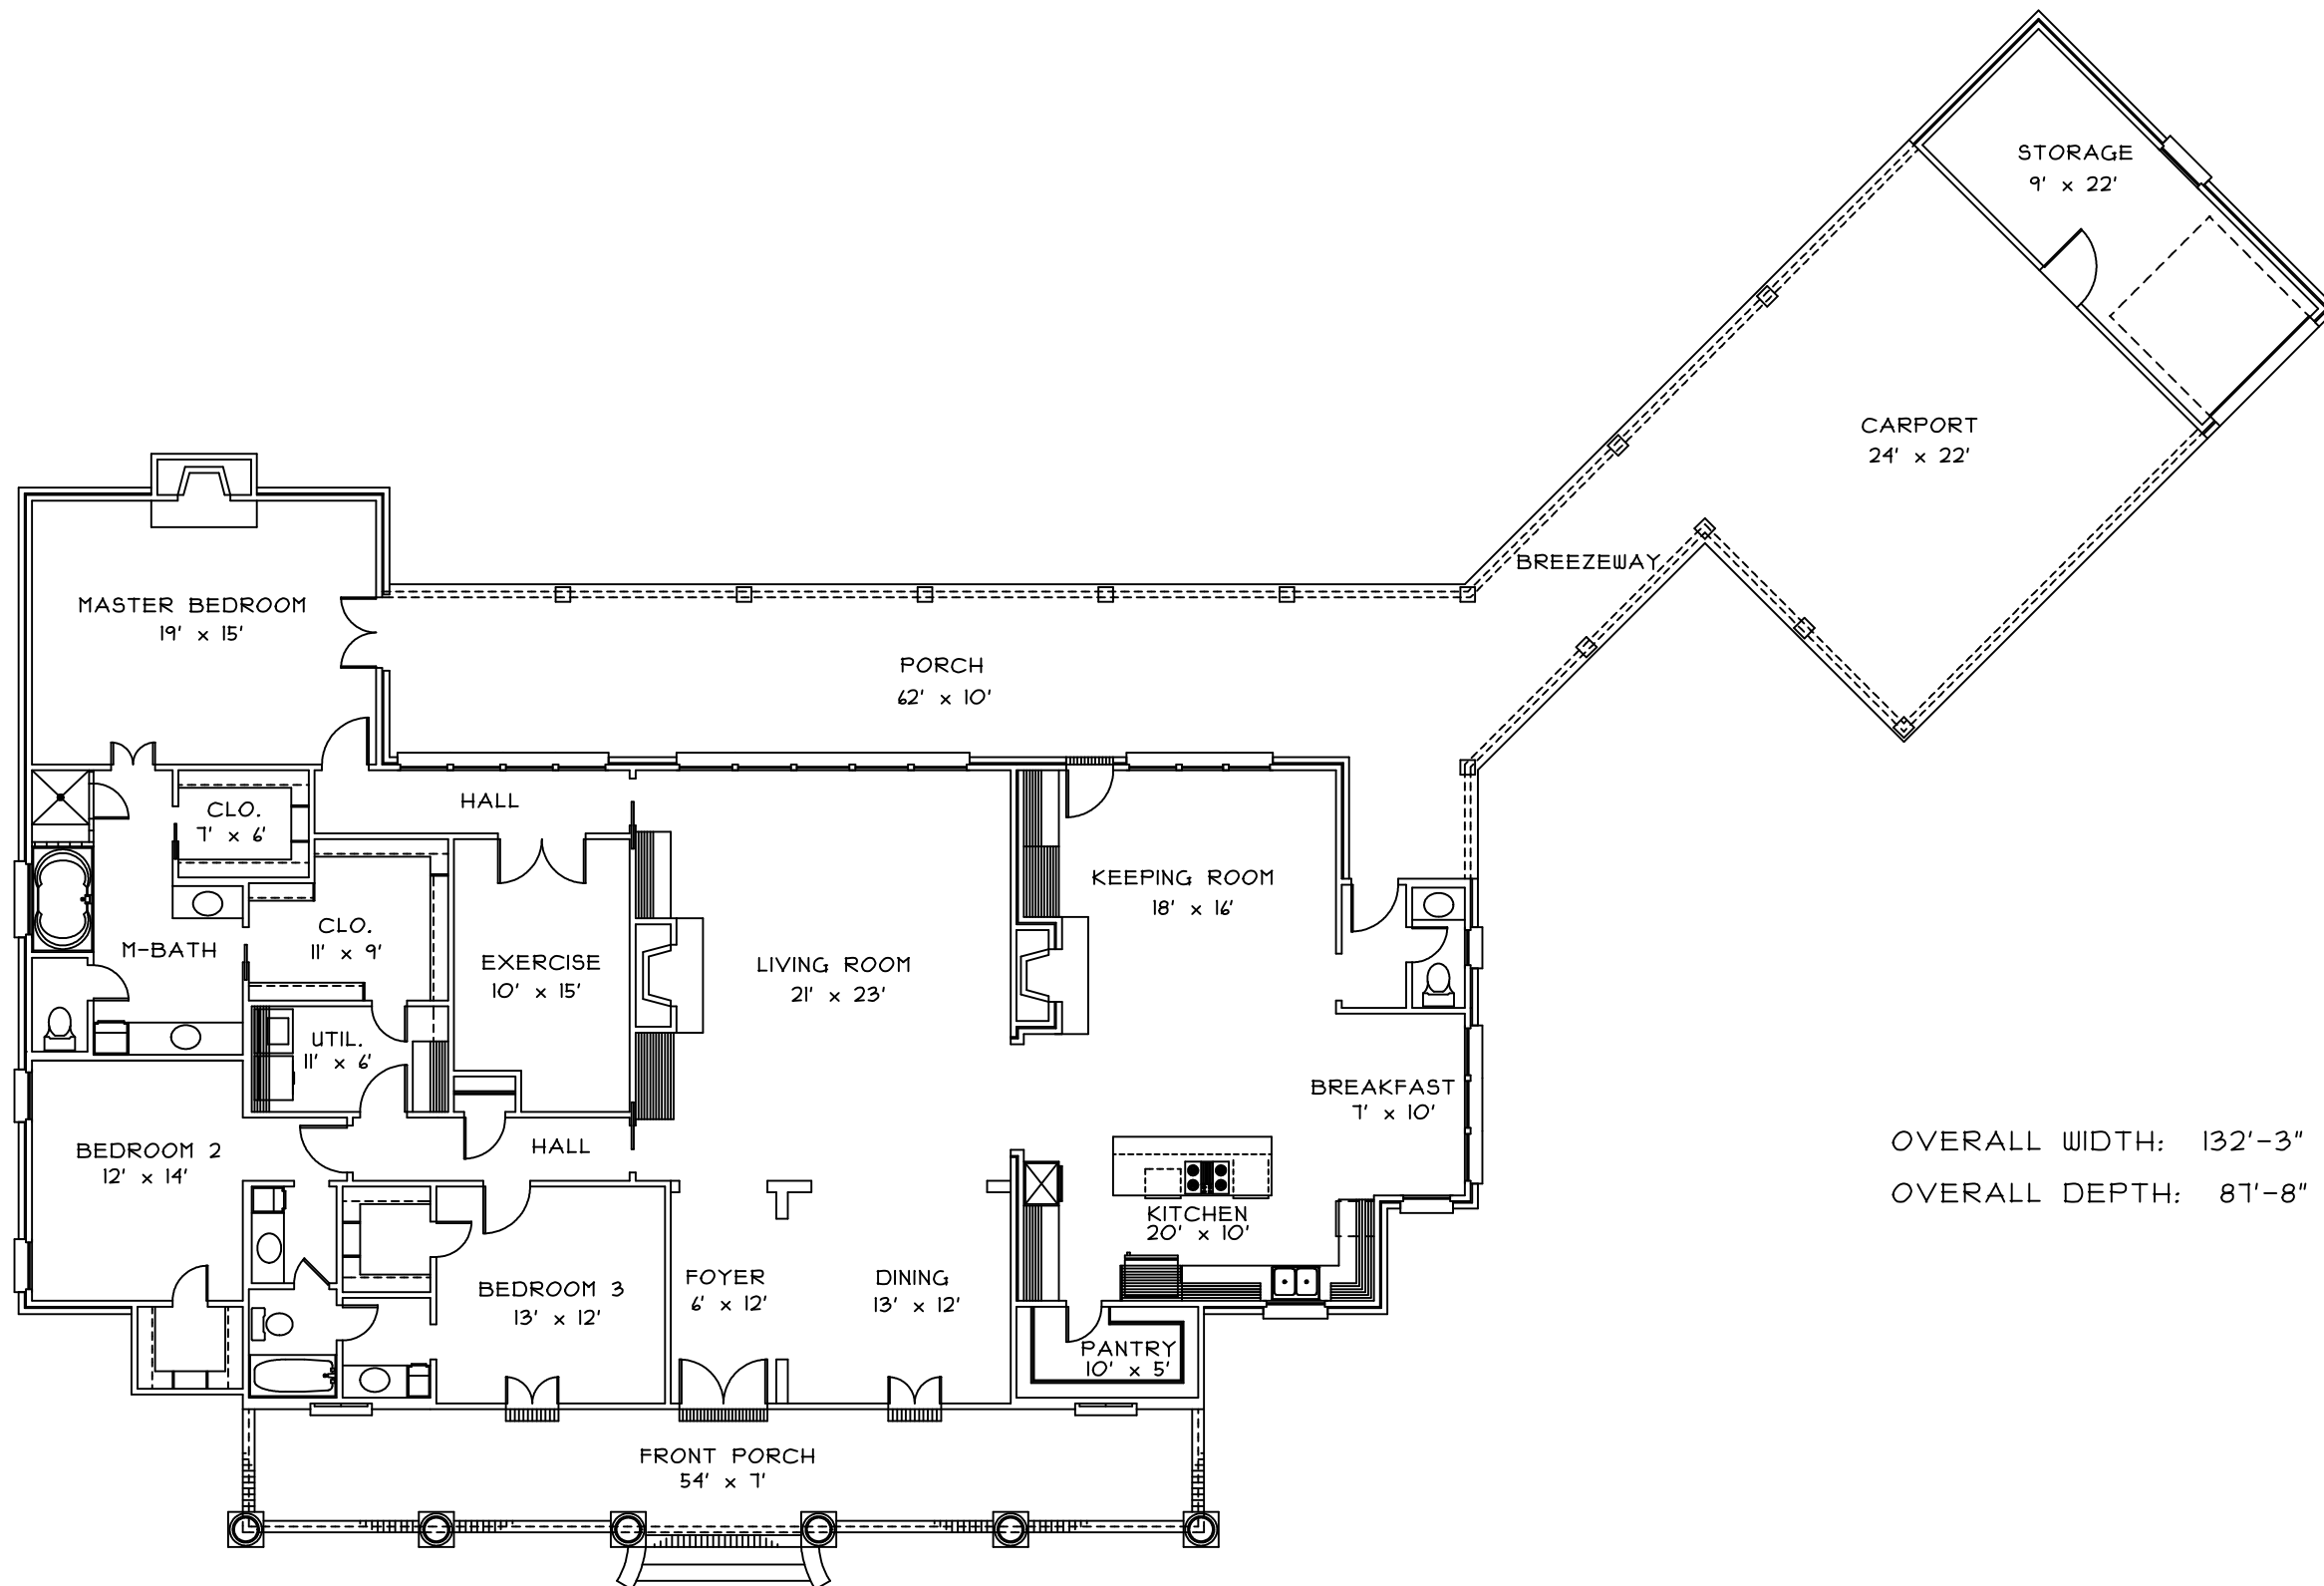 STORAGE
9' x 22'
CARPORT
24' x 22'
BREEZEWAY
MASTER BEDROOM
19' x 15'
PORCH
62' x 10'
HALL
CLO.
7' x 6'
KEEPING ROOM
18' x 16'
CLO.
11' x 9'
M-BATH
EXERCISE
10' x 15'
LIVING ROOM
21' x 23'
UTIL.
11' x 6'
BREAKFAST
7' x 10'
HALL
BEDROOM 2
12' x 14'
OVERALL WIDTH: 132'-3"
OVERALL DEPTH: 87'-8"
KITCHEN
20' x 10'
BEDROOM 3
13' x 12'
FOYER
6' x 12'
DINING
13' x 12'
PANTRY
10' x 5'
FRONT PORCH
54' x 7'